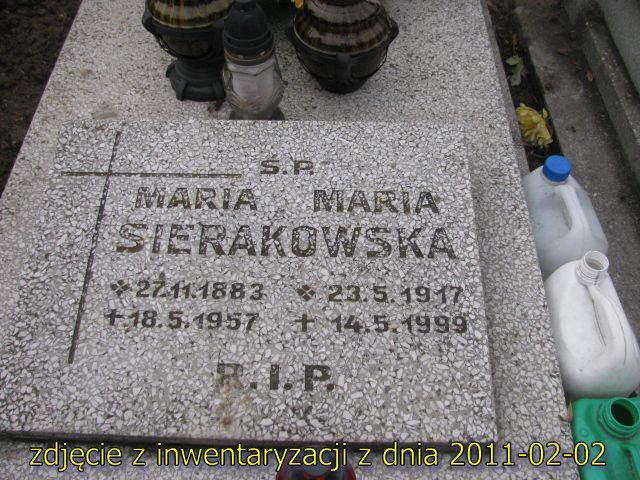 S.P.
MARIA MARIA
SIERAKOWSKA
27.11.1883 23.5.1917
+18.5.1957 + 14.5.1999
R.I.P.
zdjęcie z inwentaryzacji z dnia 2011-02-02